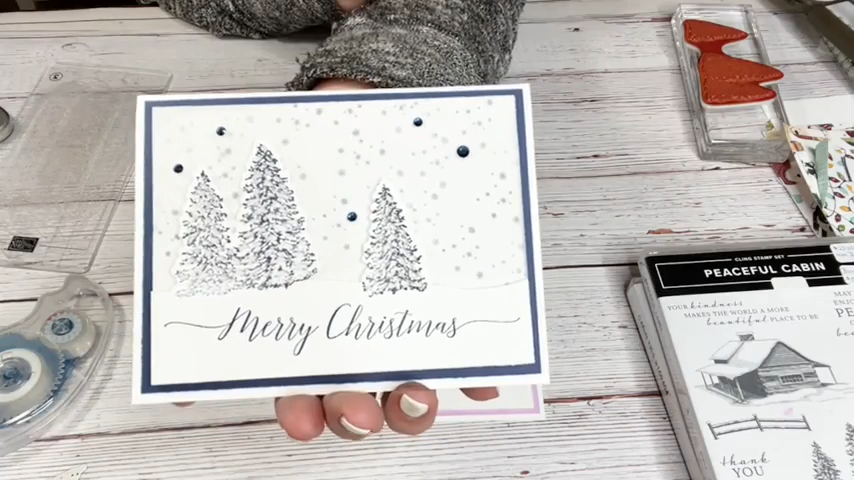 Merry Christmas
CLING STAMP SET
PEACEFUL CABIN
YOUR kindness
MAKES THE WORLD A MORE
beautiful PLACE TO BE.
thank
YOU